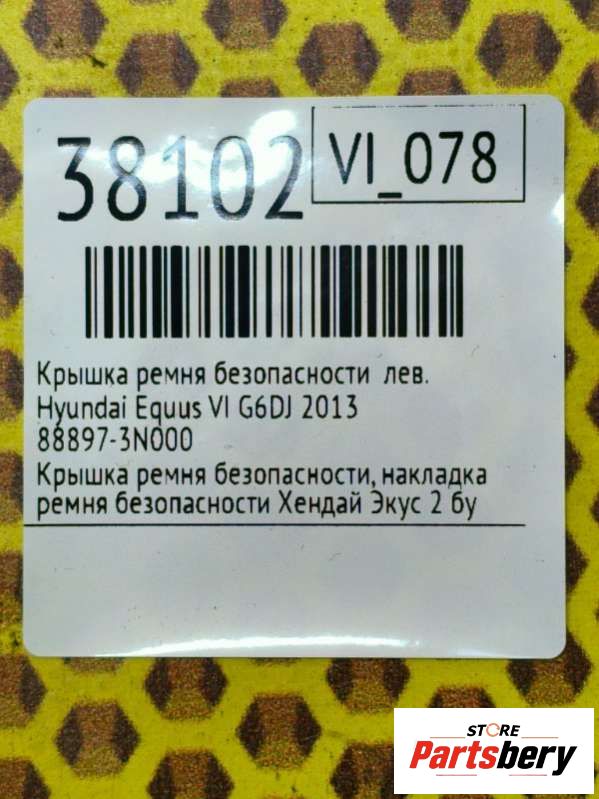 38102
VI_078
Крышка ремня безопасности лев.
Hyundai Equus VI G6DJ 2013
88897-3N000
Крышка ремня безопасности, накладка
ремня безопасности Хендай Экус 2 бу
STORE
Partsbery